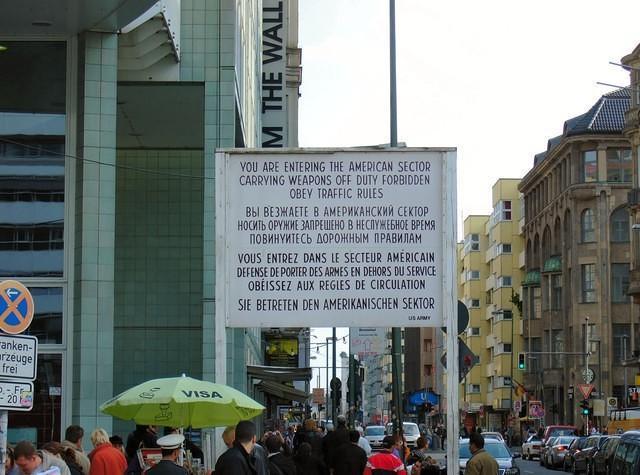 M THE WALL
YOU ARE ENTERING THE AMERICAN SECTOR
CARRYING WEAPONS OFF DUTY FORBIDDEN
OBEY TRAFFIC RULES
ВЫ ВЪЕЗЖАЕТЕ В АМЕРИКАНСКИЙ СЕКТОР
НОСИТЬ ОРУЖИЕ ЗАПРЕЩЕНО В НЕСЛУЖЕБНОЕ ВРЕМЯ
ПОВИНУЙТЕСЬ ДОРОЖНЫМ ПРАВИЛАМ
VOUS ENTREZ DANS LE SECTEUR AMÉRICAIN
DEFENSE DE PORTER DES ARMES EN DEHORS DU SERVICE
OBÉISSEZ AUX REGLES DE CIRCULATION
SIE BETRETEN DEN AMERIKANISCHEN SEKTOR
US ARMY
VISA
anken-
rzeuge
frei
o.- Fr
- 20
U